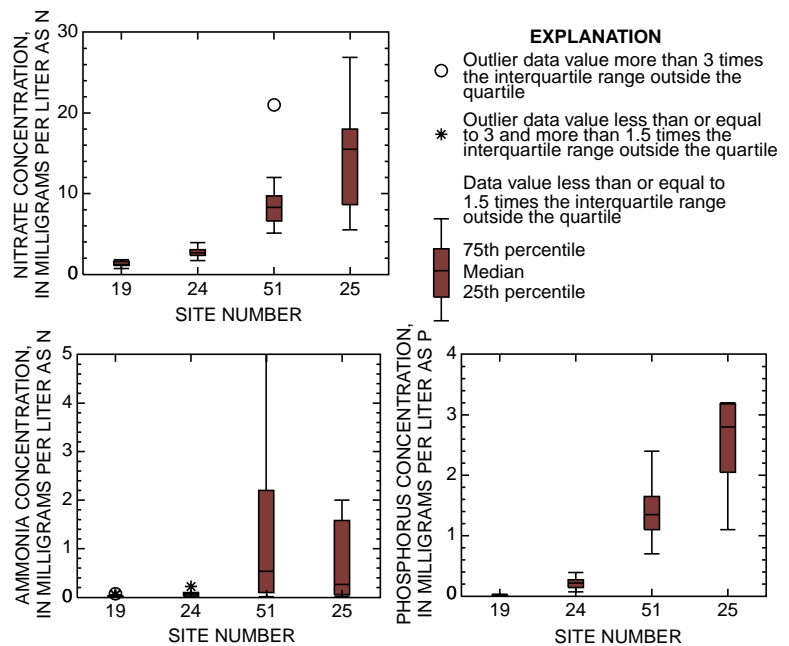 NITRATE CONCENTRATION,
IN MILLIGRAMS PER LITER AS N
30
20
10
0
19 24 51 25
SITE NUMBER
EXPLANATION
Outlier data value more than 3 times
the interquartile range outside the
quartile
Outlier data value less than or equal
to 3 and more than 1.5 times the
interquartile range outside the quartile
Data value less than or equal to
1.5 times the interquartile range
outside the quartile
75th percentile
Median
25th percentile
AMMONIA CONCENTRATION,
IN MILLIGRAMS PER LITER AS N
5
4
3
2
1
0
19 24 51 25
SITE NUMBER
PHOSPHORUS CONCENTRATION,
IN MILLIGRAMS PER LITER AS P
4
3
2
1
0
19 24 51 25
SITE NUMBER